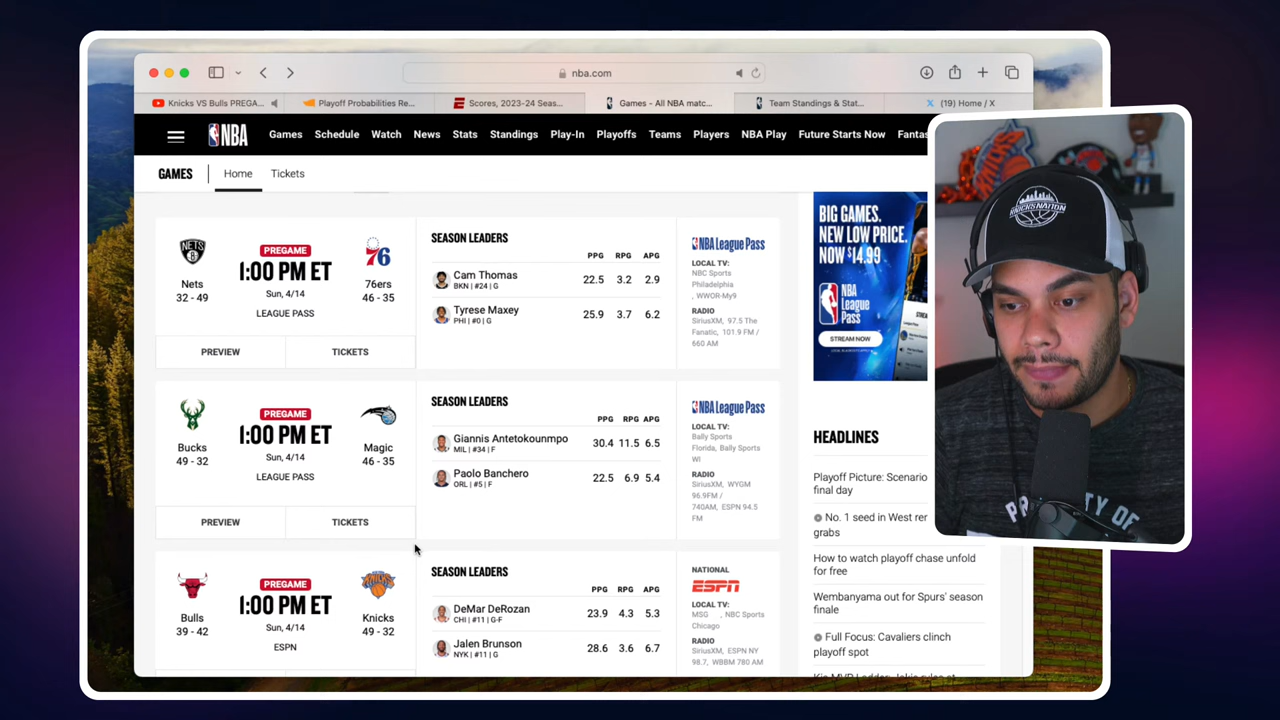 nba.com
Knicks VS Bulls PREGA...
Playoff Probabilities Re...
Scores, 2023-24 Seas...
Games - All NBA matc...
Team Standings & Stat...
(19) Home / X
NBA
Games
Schedule
Watch
News
Stats
Standings
Play-In
Playoffs
Teams
Players
NBA Play
Future Starts Now
Fantas
GAMES
Home
Tickets
NETS
B
Nets
32 - 49
PREGAME
1:00 PM ET
Sun, 4/14
LEAGUE PASS
76
76ers
46 - 35
PREVIEW
TICKETS
SEASON LEADERS
PPG RPG APG
Cam Thomas
BKN | #24 | G
22.5 3.2 2.9
Tyrese Maxey
PHI | #0 | G
25.9 3.7 6.2
NBA League Pass
LOCAL TV:
NBC Sports
Philadelphia
, WWOR-My9
RADIO
SiriusXM, 97.5 The
Fanatic, 101.9 FM /
660 AM
Bucks
49 - 32
PREGAME
1:00 PM ET
Sun, 4/14
LEAGUE PASS
Magic
46 - 35
PREVIEW
TICKETS
SEASON LEADERS
PPG RPG APG
Giannis Antetokounmpo
MIL | #34 | F
30.4 11.5 6.5
Paolo Banchero
ORL | #5 | F
22.5 6.9 5.4
NBA League Pass
LOCAL TV:
Bally Sports
Florida, Bally Sports
WI
RADIO
SiriusXM, WYGM
96.9FM /
740AM, ESPN 94.5
FM
Bulls
39 - 42
PREGAME
1:00 PM ET
Sun, 4/14
ESPN
KNICKS
Knicks
49 - 32
SEASON LEADERS
PPG RPG APG
DeMar DeRozan
CHI | #11 | G-F
23.9 4.3 5.3
Jalen Brunson
NYK | #11 | G
28.6 3.6 6.7
NATIONAL
ESPN
LOCAL TV:
MSG , NBC Sports
Chicago
RADIO
SiriusXM, ESPN NY
98.7, WBBM 780 AM
BIG GAMES.
NEW LOW PRICE.
NOW $14.99
NBA
League
Pass
STREAM NOW
HEADLINES
Playoff Picture: Scenario
final day
No. 1 seed in West rem
grabs
How to watch playoff chase unfold
for free
Wembanyama out for Spurs' season
finale
Full Focus: Cavaliers clinch
playoff spot
Kia MVP Ladder: Jokic rules at
KNICKS NATION
PROPERTY OF